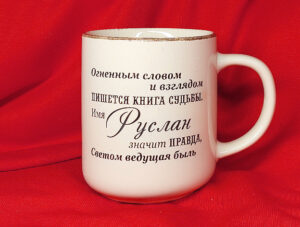 Огненным словом
и взглядом
ПИШЕТСЯ КНИГА СУДЬБЫ.
Имя
Руслан
значит ПРАВДА,
Светом ведущая быль